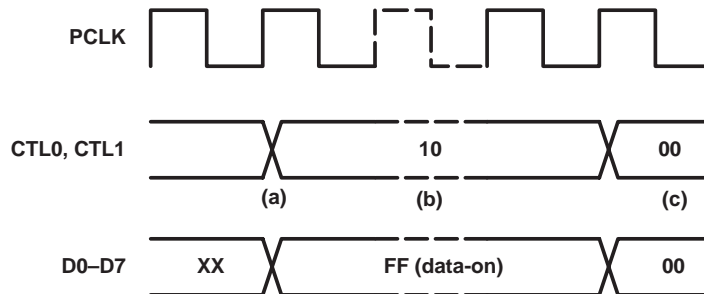 PCLK
CTL0, CTL1 10 00
(a) (b) (c)
D0–D7 XX FF (data-on) 00